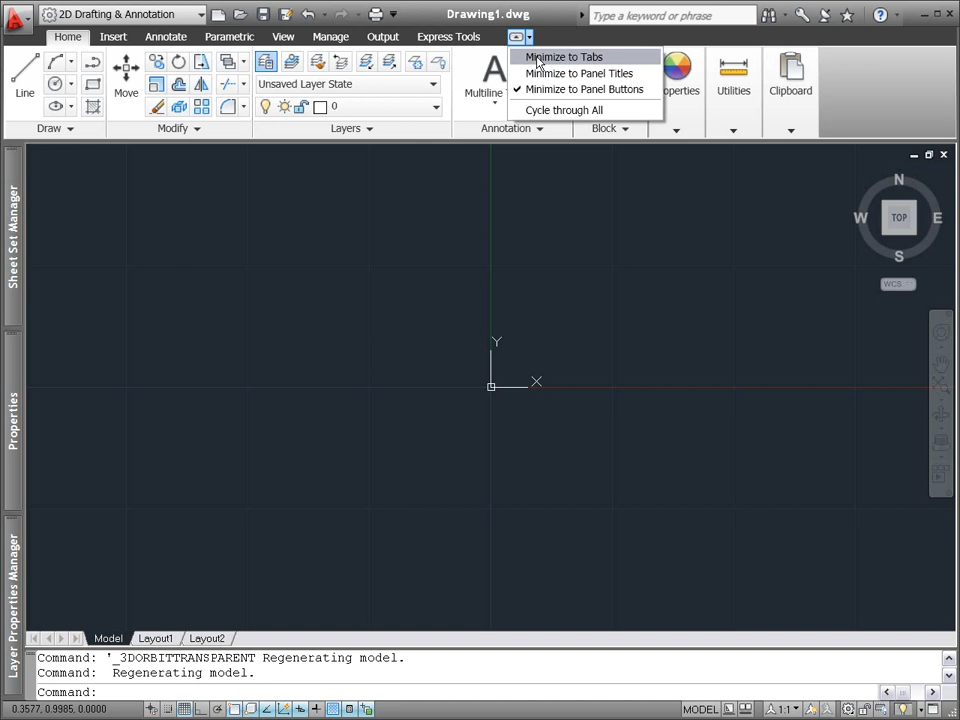 2D Drafting & Annotation
Drawing1.dwg
Type a keyword or phrase
Home Insert Annotate Parametric View Manage Output Express Tools
Minimize to Tabs
Minimize to Panel Titles
Minimize to Panel Buttons
Cycle through All
Unsaved Layer State
0
A
Line
Move
Multiline
Utilities
Clipboard
Draw
Modify
Layers
Annotation
Block
Sheet Set Manager
Properties
Layer Properties Manager
N
W TOP E
S
WCS
Y
X
Model Layout1 Layout2
Command: '_3DORBITTRANSPARENT Regenerating model.
Command: Regenerating model.
Command:
0.3577, 0.9985, 0.0000
MODEL
1:1